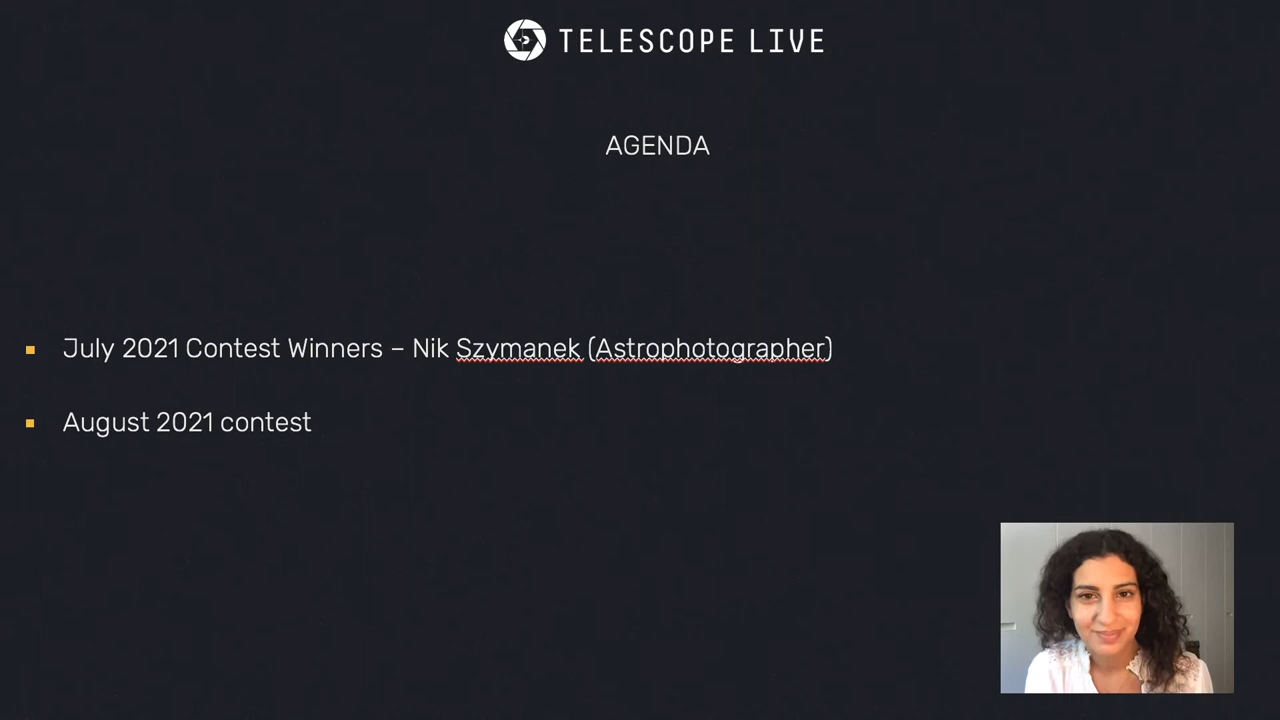 TELESCOPE LIVE
AGENDA
July 2021 Contest Winners – Nik Szymanek (Astrophotographer)
August 2021 contest